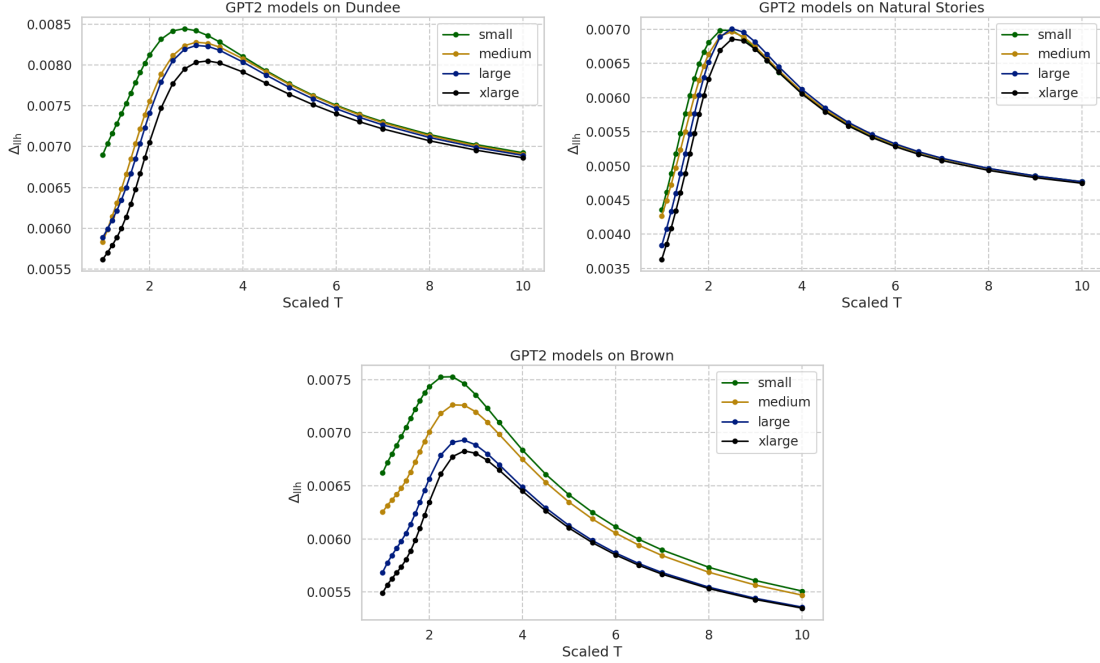 GPT2 models on Dundee
0.0085
0.0080
0.0075
0.0070
0.0065
0.0060
0.0055
Δllh
small
medium
large
xlarge
2
4
6
8
10
Scaled T
GPT2 models on Natural Stories
0.0070
0.0065
0.0060
0.0055
0.0050
0.0045
0.0040
0.0035
Δllh
small
medium
large
xlarge
2
4
6
8
10
Scaled T
GPT2 models on Brown
0.0075
0.0070
0.0065
0.0060
0.0055
Δllh
small
medium
large
xlarge
2
4
6
8
10
Scaled T